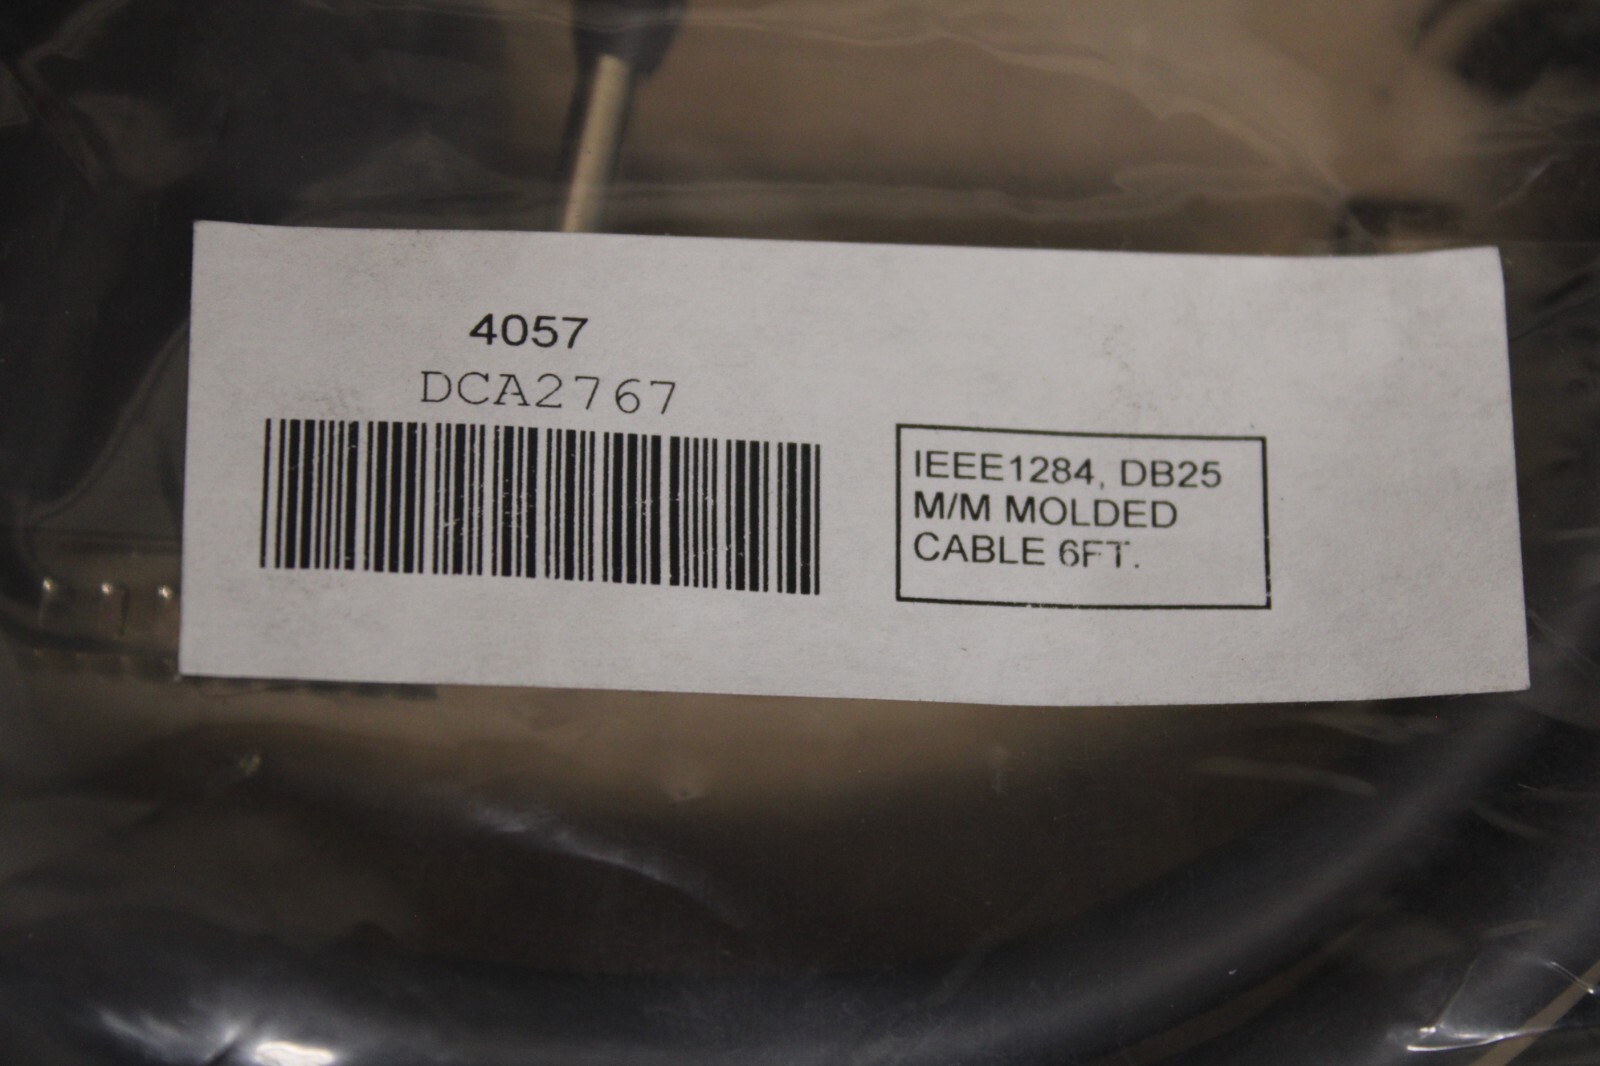 4057
DCA2767
IEEE1284, DB25
M/M MOLDED
CABLE 6FT.